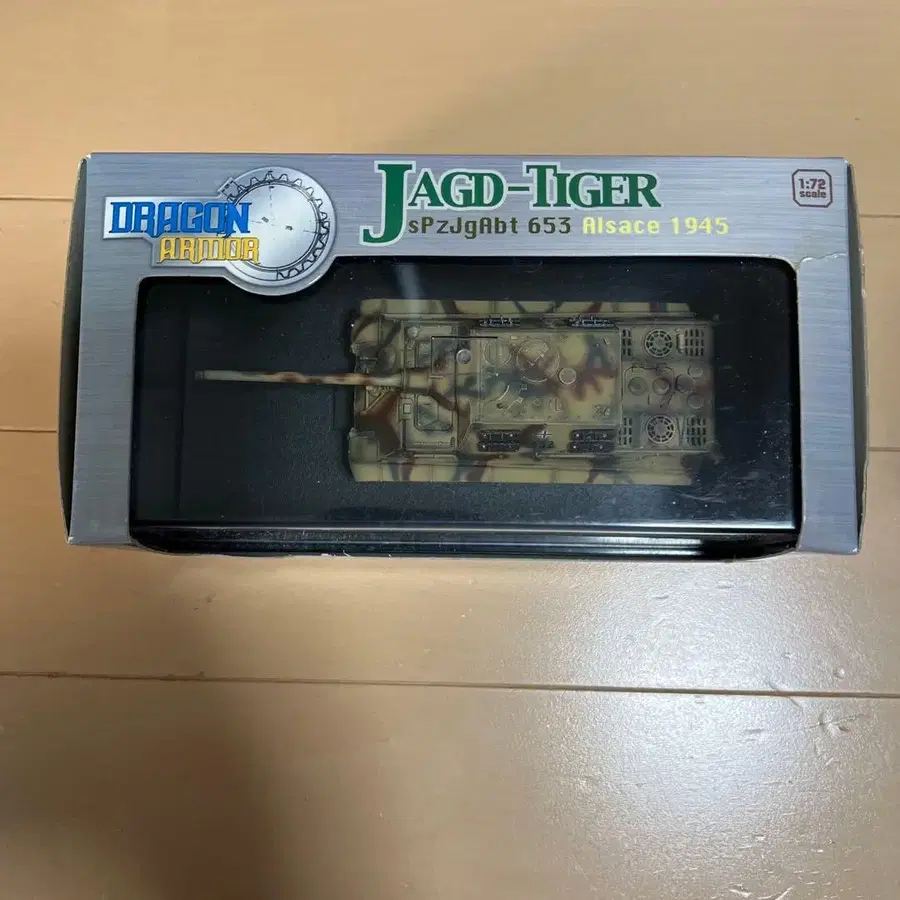 DRAGON
ARMOR
JAGD-TIGER
sPzJgAbt 653 Alsace 1945
1:72
scale